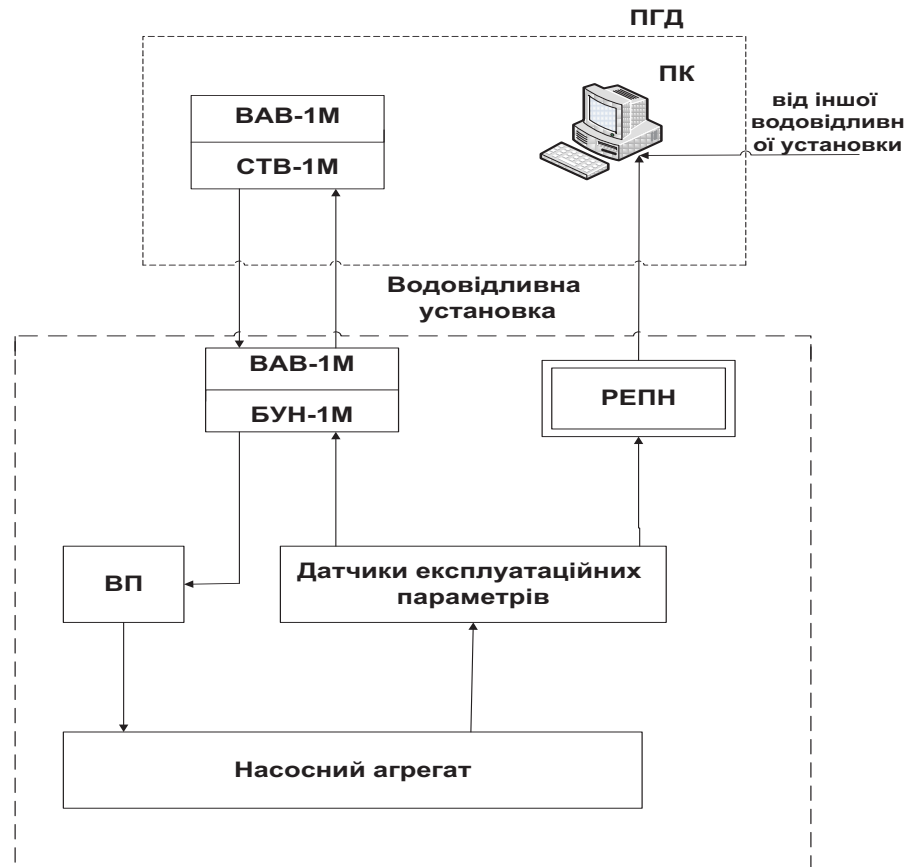 ПГД
ПК
від іншої
водовідливн
ої установки
ВАВ-1М
СТВ-1М
Водовідливна
установка
ВАВ-1М
БУН-1М
РЕПН
ВП
Датчики експлуатаційних
параметрів
Насосний агрегат